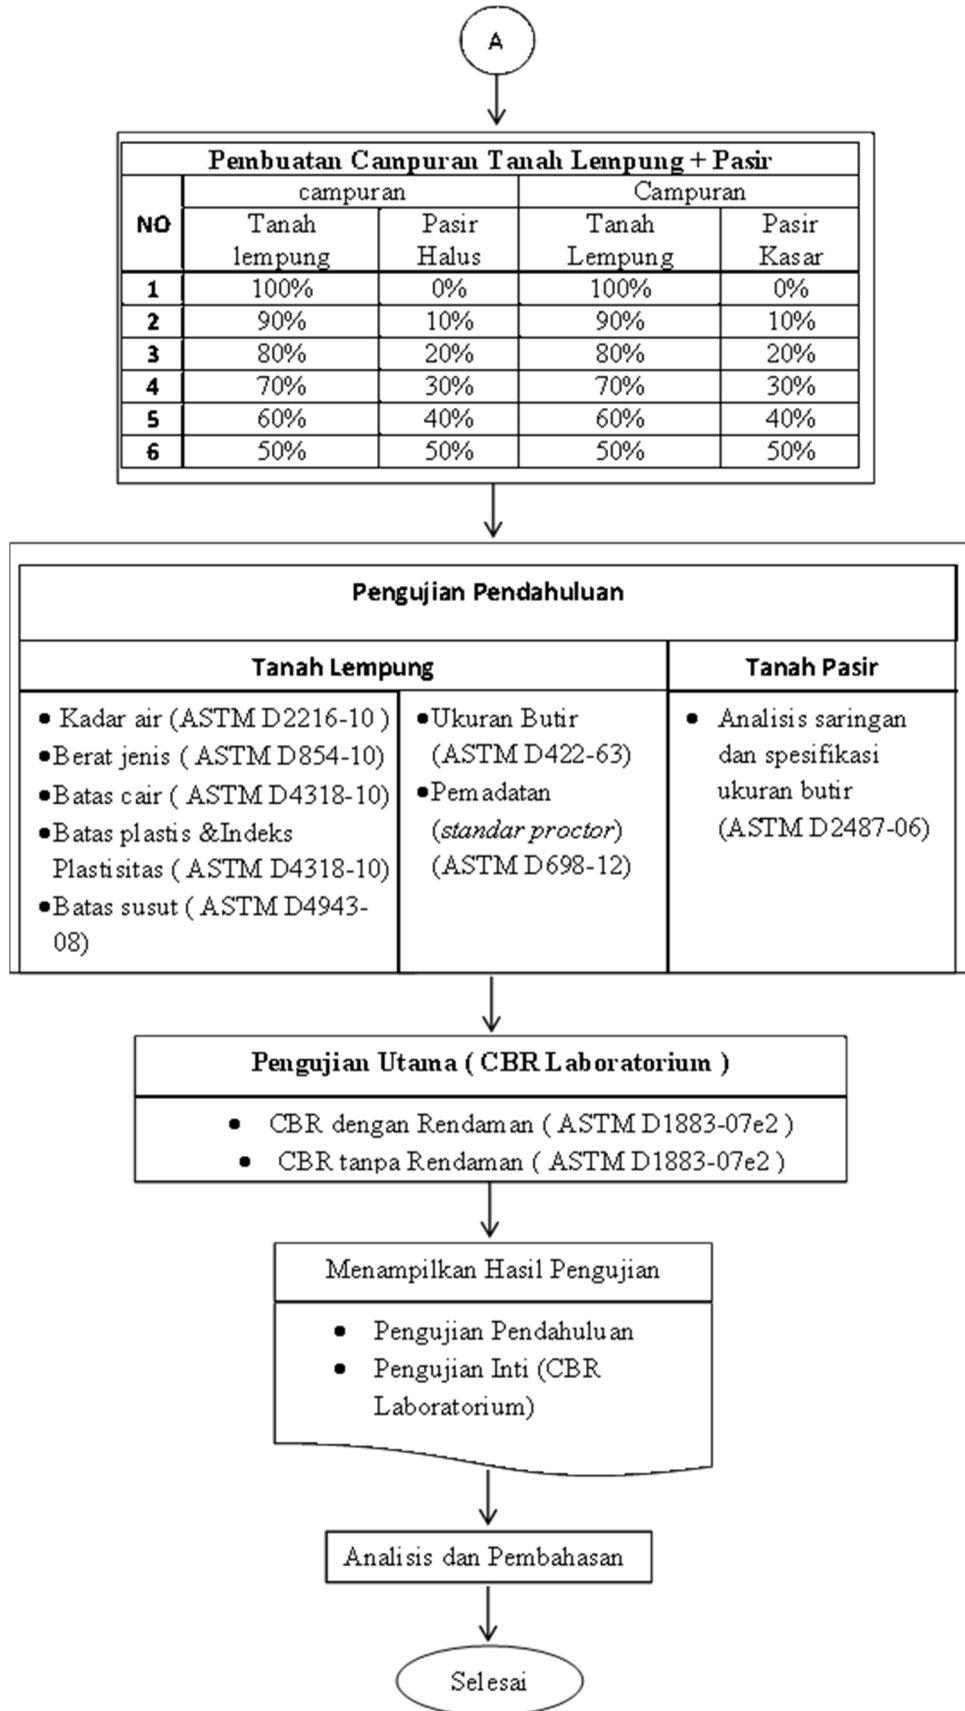 A
Pembuatan Campuran Tanah Lempung + Pasir
NO
campuran
Campuran
Tanah lempung
Pasir Halus
Tanah Lempung
Pasir Kasar
1 100% 0% 100% 0%
2 90% 10% 90% 10%
3 80% 20% 80% 20%
4 70% 30% 70% 30%
5 60% 40% 60% 40%
6 50% 50% 50% 50%
Pengujian Pendahuluan
Tanah Lempung
Tanah Pasir
• Kadar air (ASTM D2216-10 )
•Berat jenis ( ASTM D854-10)
•Batas cair ( ASTM D4318-10)
•Batas plastis &Indeks
Plastisitas ( ASTM D4318-10)
•Batas susut ( ASTM D4943-
08)
•Ukuran Butir
(ASTM D422-63)
•Pemadatan
(standar proctor)
(ASTM D698-12)
• Analisis saringan
dan spesifikasi
ukuran butir
(ASTM D2487-06)
Pengujian Utama ( CBR Laboratorium )
• CBR dengan Rendaman ( ASTM D1883-07e2 )
• CBR tanpa Rendaman ( ASTM D1883-07e2 )
Menampilkan Hasil Pengujian
• Pengujian Pendahuluan
• Pengujian Inti (CBR
Laboratorium)
Analisis dan Pembahasan
Selesai